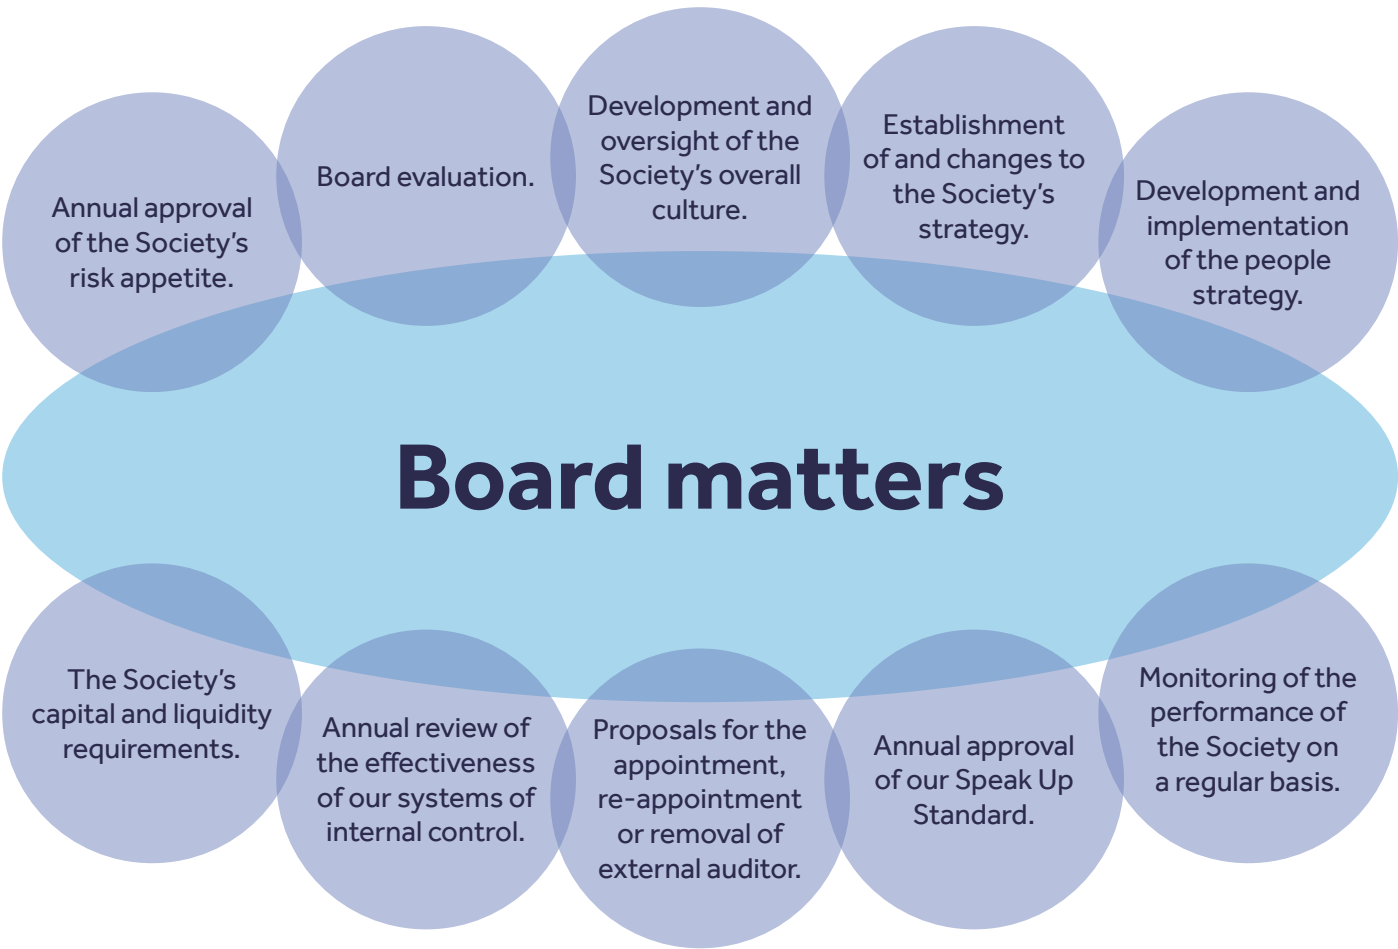 Annual approval
of the Society’s
risk appetite.
Board evaluation.
Development and
oversight of the
Society’s overall
culture.
Establishment
of and changes to
the Society’s
strategy.
Development and
implementation
of the people
strategy.
Board matters
The Society’s
capital and liquidity
requirements.
Annual review of
the effectiveness
of our systems of
internal control.
Proposals for the
appointment,
re-appointment
or removal of
external auditor.
Annual approval
of our Speak Up
Standard.
Monitoring of the
performance of
the Society on
a regular basis.